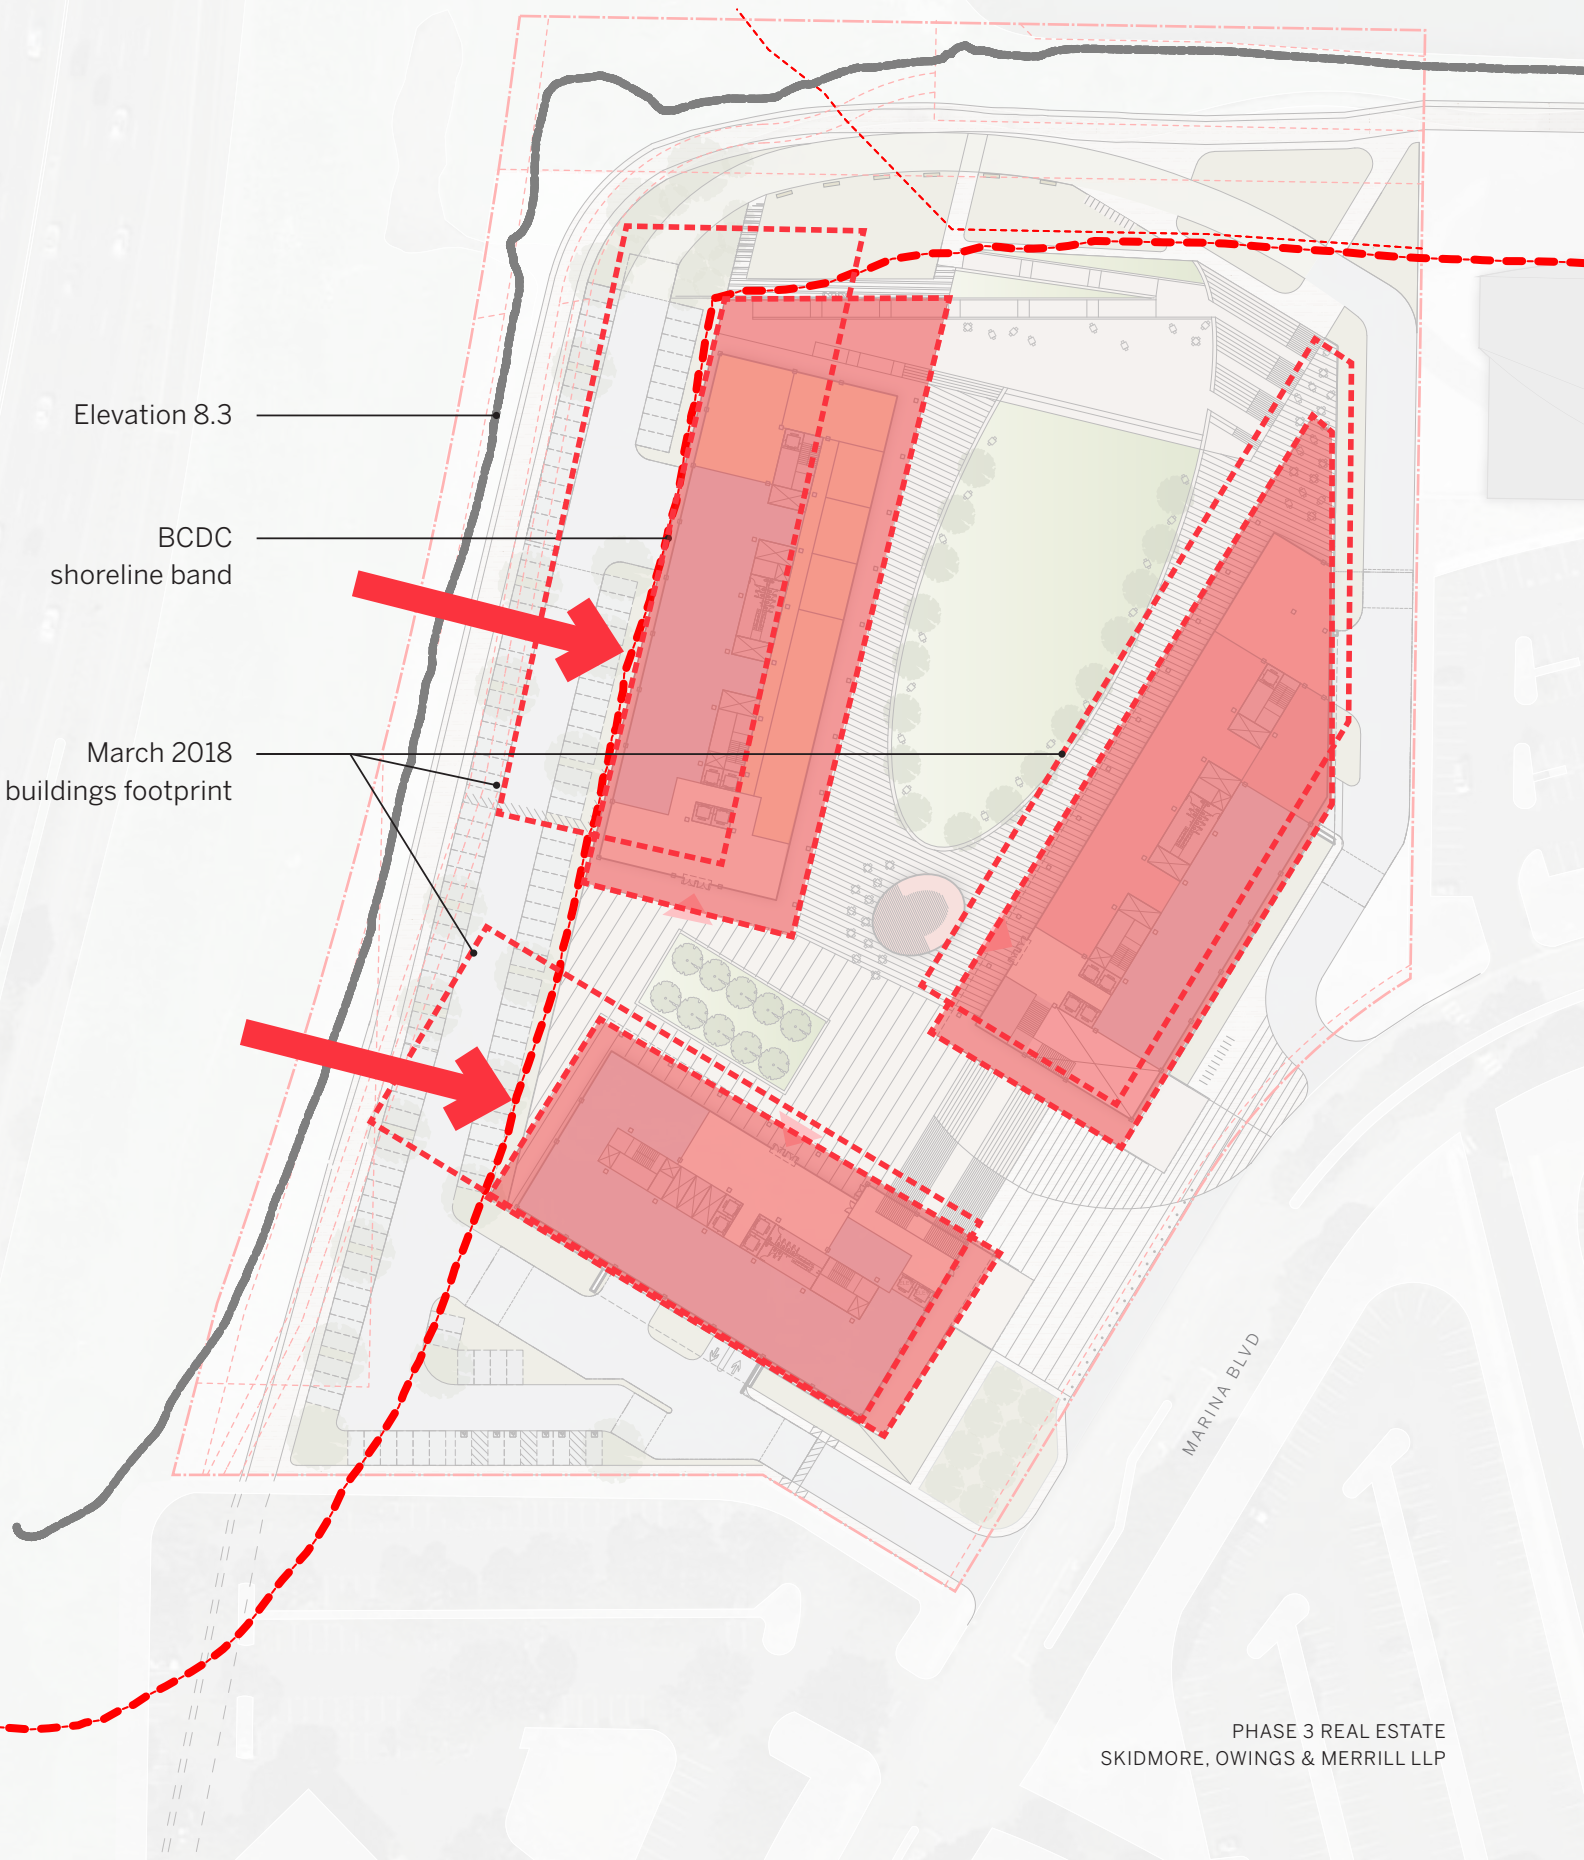 Elevation 8.3
BCDC
shoreline band
March 2018
buildings footprint
MARINA BLVD
PHASE 3 REAL ESTATE
SKIDMORE, OWINGS & MERRILL LLP